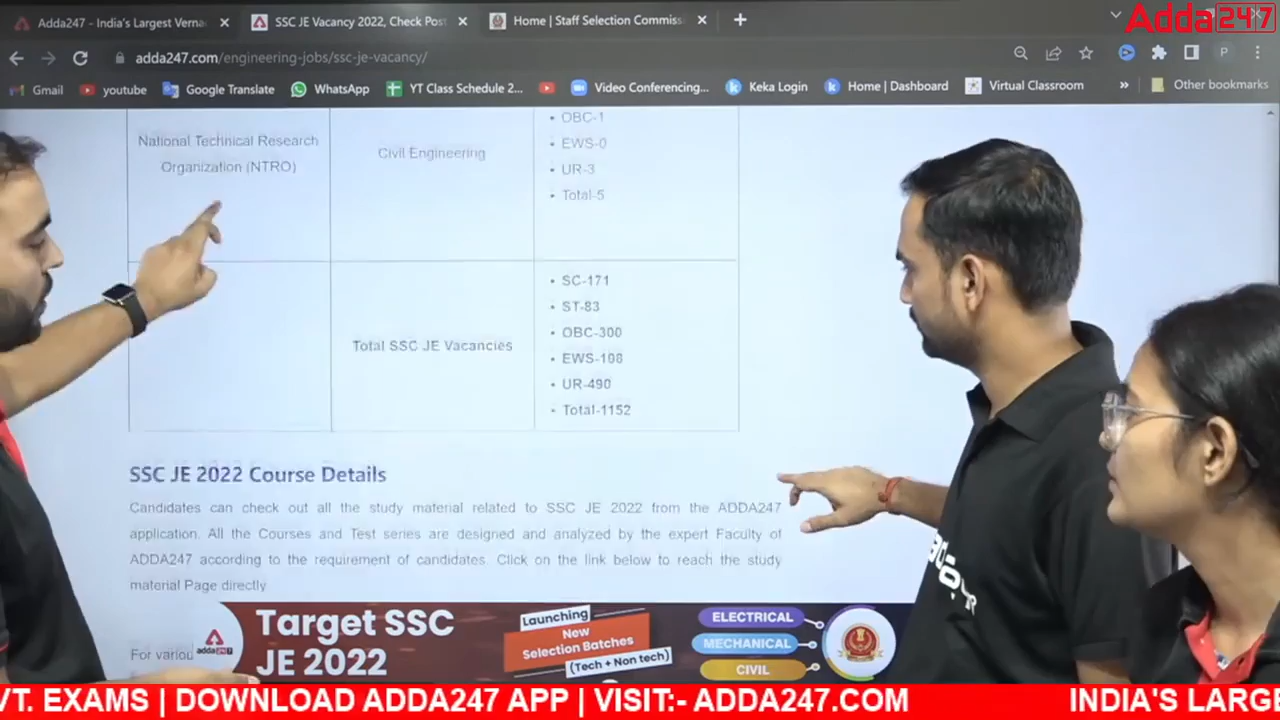 Adda247 - India's Largest Verna
SSC JE Vacancy 2022, Check Post
Home | Staff Selection Commiss
Adda247
adda247.com/engineering-jobs/ssc-je-vacancy/
P
Gmail
youtube
Google Translate
WhatsApp
YT Class Schedule 2...
Video Conferencing...
Keka Login
Home | Dashboard
Virtual Classroom
»
Other bookmarks
National Technical Research
Organization (NTRO)
Civil Engineering
• OBC-1
• EWS-0
• UR-3
• Total-5
Total SSC JE Vacancies
• SC-171
• ST-83
• OBC-300
• EWS-108
• UR-490
• Total-1152
SSC JE 2022 Course Details
Candidates can check out all the study material related to SSC JE 2022 from the ADDA247
application. All the Courses and Test series are designed and analyzed by the expert Faculty of
ADDA247 according to the requirement of candidates. Click on the link below to reach the study
material Page directly
For variou
adda247
Target SSC
JE 2022
Launching
New
Selection Batches
(Tech + Non tech)
ELECTRICAL
MECHANICAL
CIVIL
VT. EXAMS | DOWNLOAD ADDA247 APP | VISIT:- ADDA247.COM
INDIA'S LARGE